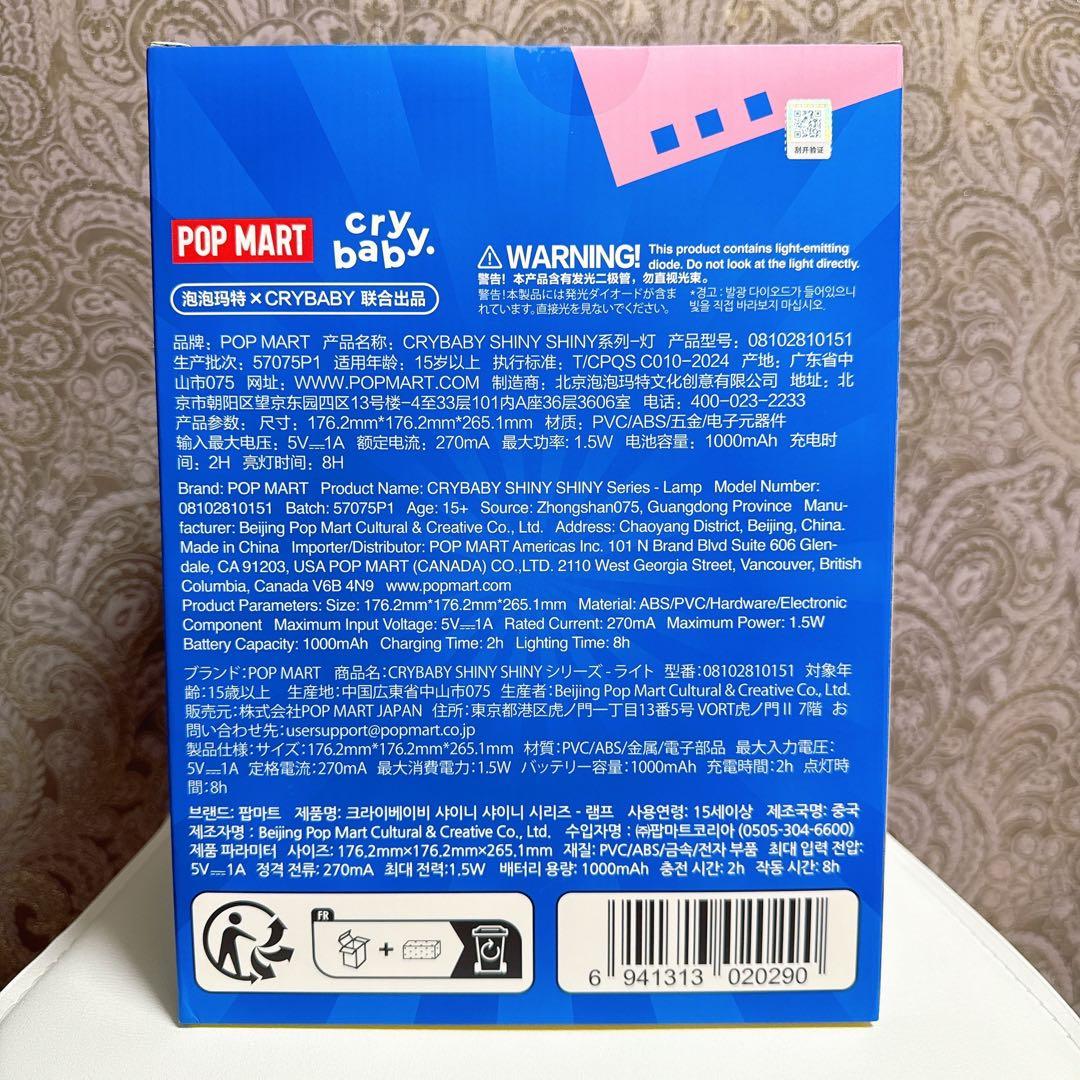 刮开验证
POP MART
cry
baby.
泡泡玛特×CRYBABY 联合出品
WARNING! This product contains light-emitting
diode. Do not look at the light directly.
警告！本产品含有发光二极管，勿直视光束。
警告！本製品には発光ダイオードが含ま
れています。直接光を見ないでください。
*경고 : 발광 다이오드가 들어있으니
빛을 직접 바라보지 마십시오.
品牌：POP MART 产品名称：CRYBABY SHINY SHINY系列-灯 产品型号：08102810151
生产批次：57075P1 适用年龄：15岁以上 执行标准：T/CPQS C010-2024 产地：广东省中
山市075 网址：WWW.POPMART.COM 制造商：北京泡泡玛特文化创意有限公司 地址：北
京市朝阳区望京东园四区13号楼-4至33层101内A座36层3606室 电话：400-023-2233
产品参数：尺寸：176.2mm*176.2mm*265.1mm 材质：PVC/ABS/五金/电子元器件
输入最大电压：5V⎓1A 额定电流：270mA 最大功率: 1.5W 电池容量：1000mAh 充电时
间：2H 亮灯时间：8H
Brand: POP MART Product Name: CRYBABY SHINY SHINY Series - Lamp Model Number:
08102810151 Batch: 57075P1 Age: 15+ Source: Zhongshan075, Guangdong Province Manu-
facturer: Beijing Pop Mart Cultural & Creative Co., Ltd. Address: Chaoyang District, Beijing, China.
Made in China Importer/Distributor: POP MART Americas Inc. 101 N Brand Blvd Suite 606 Glen-
dale, CA 91203, USA POP MART (CANADA) CO.,LTD. 2110 West Georgia Street, Vancouver, British
Columbia, Canada V6B 4N9 www.popmart.com
Product Parameters: Size: 176.2mm*176.2mm*265.1mm Material: ABS/PVC/Hardware/Electronic
Component Maximum Input Voltage: 5V⎓1A Rated Current: 270mA Maximum Power: 1.5W
Battery Capacity: 1000mAh Charging Time: 2h Lighting Time: 8h
ブランド：POP MART 商品名：CRYBABY SHINY SHINY シリーズ - ライト 型番：08102810151 対象年
齢：15歳以上 生産地：中国広東省中山市075 生産者：Beijing Pop Mart Cultural & Creative Co., Ltd.
販売元：株式会社POP MART JAPAN 住所：東京都港区虎ノ門一丁目13番5号 VORT虎ノ門Ⅱ 7階 お
問い合わせ先：usersupport@popmart.co.jp
製品仕様：サイズ：176.2mm*176.2mm*265.1mm 材質：PVC/ABS/金属/電子部品 最大入力電圧：
5V⎓1A 定格電流：270mA 最大消費電力：1.5W バッテリー容量：1000mAh 充電時間：2h 点灯時
間：8h
브랜드: 팝마트 제품명: 크라이베이비 샤이니 샤이니 시리즈 - 램프 사용연령: 15세이상 제조국명: 중국
제조자명 : Beijing Pop Mart Cultural & Creative Co., Ltd. 수입자명 : ㈜팝마트코리아 (0505-304-6600)
제품 파라미터 사이즈: 176.2mm×176.2mm×265.1mm 재질: PVC/ABS/금속/전자 부품 최대 입력 전압:
5V⎓1A 정격 전류: 270mA 최대 전력:1.5W 배터리 용량: 1000mAh 충전 시간: 2h 작동 시간: 8h
FR
6 941313 020290